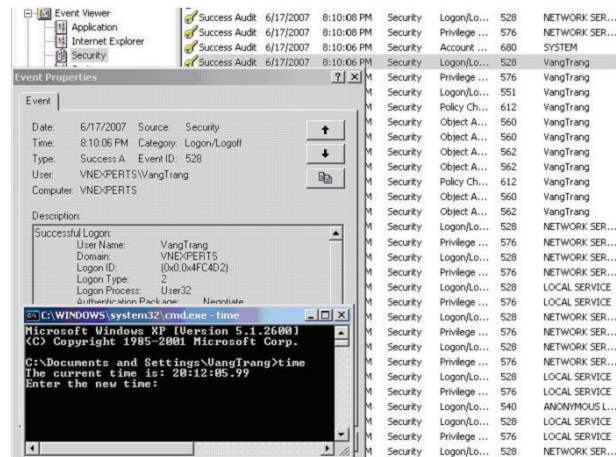 Event Viewer
Application
Internet Explorer
Security
Success Audit 6/17/2007 8:10:08 PM Security Logon/Lo... 528 NETWORK SER...
Success Audit 6/17/2007 8:10:08 PM Security Privilege ... 576 NETWORK SER...
Success Audit 6/17/2007 8:10:06 PM Security Account ... 680 SYSTEM
Success Audit 6/17/2007 8:10:06 PM Security Logon/Lo... 528 VangTrang
M Security Privilege ... 576 VangTrang
M Security Logon/Lo... 551 VangTrang
M Security Policy Ch... 612 VangTrang
M Security Object A... 560 VangTrang
M Security Object A... 560 VangTrang
M Security Object A... 562 VangTrang
M Security Object A... 562 VangTrang
M Security Policy Ch... 612 VangTrang
M Security Object A... 560 VangTrang
M Security Object A... 562 VangTrang
M Security Logon/Lo... 528 NETWORK SER...
M Security Privilege ... 576 NETWORK SER...
M Security Logon/Lo... 528 NETWORK SER...
M Security Privilege ... 576 NETWORK SER...
M Security Logon/Lo... 528 LOCAL SERVICE
M Security Privilege ... 576 LOCAL SERVICE
M Security Logon/Lo... 528 NETWORK SER...
M Security Privilege ... 576 NETWORK SER...
M Security Logon/Lo... 528 NETWORK SER...
M Security Privilege ... 576 NETWORK SER...
M Security Logon/Lo... 528 LOCAL SERVICE
M Security Privilege ... 576 LOCAL SERVICE
M Security Logon/Lo... 540 ANONYMOUS L...
M Security Logon/Lo... 528 LOCAL SERVICE
M Security Privilege ... 576 LOCAL SERVICE
M Security Logon/Lo... 528 NETWORK SER...
Event Properties
Event
Date: 6/17/2007 Source: Security
Time: 8:10:06 PM Category: Logon/Logoff
Type: Success A Event ID: 528
User: VNEXPERTS\VangTrang
Computer: VNEXPERTS
Description:
Successful Logon:
User Name: VangTrang
Domain: VNEXPERTS
Logon ID: (0x0,0x4FC4D2)
Logon Type: 2
Logon Process: User32
Authentication Package: Negotiate
C:\WINDOWS\system32\cmd.exe - time
Microsoft Windows XP [Version 5.1.2600]
(C) Copyright 1985-2001 Microsoft Corp.
C:\Documents and Settings\VangTrang>time
The current time is: 20:12:05.99
Enter the new time: